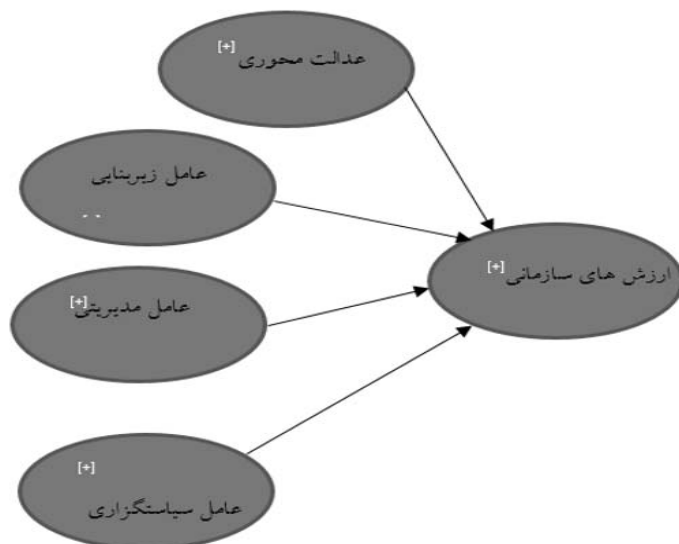 [+] عدالت محوری
عامل زیربنایی
ارزش های سازمانی [+]
عامل مدیریتی [+]
[+]
عامل سیاستگزاری